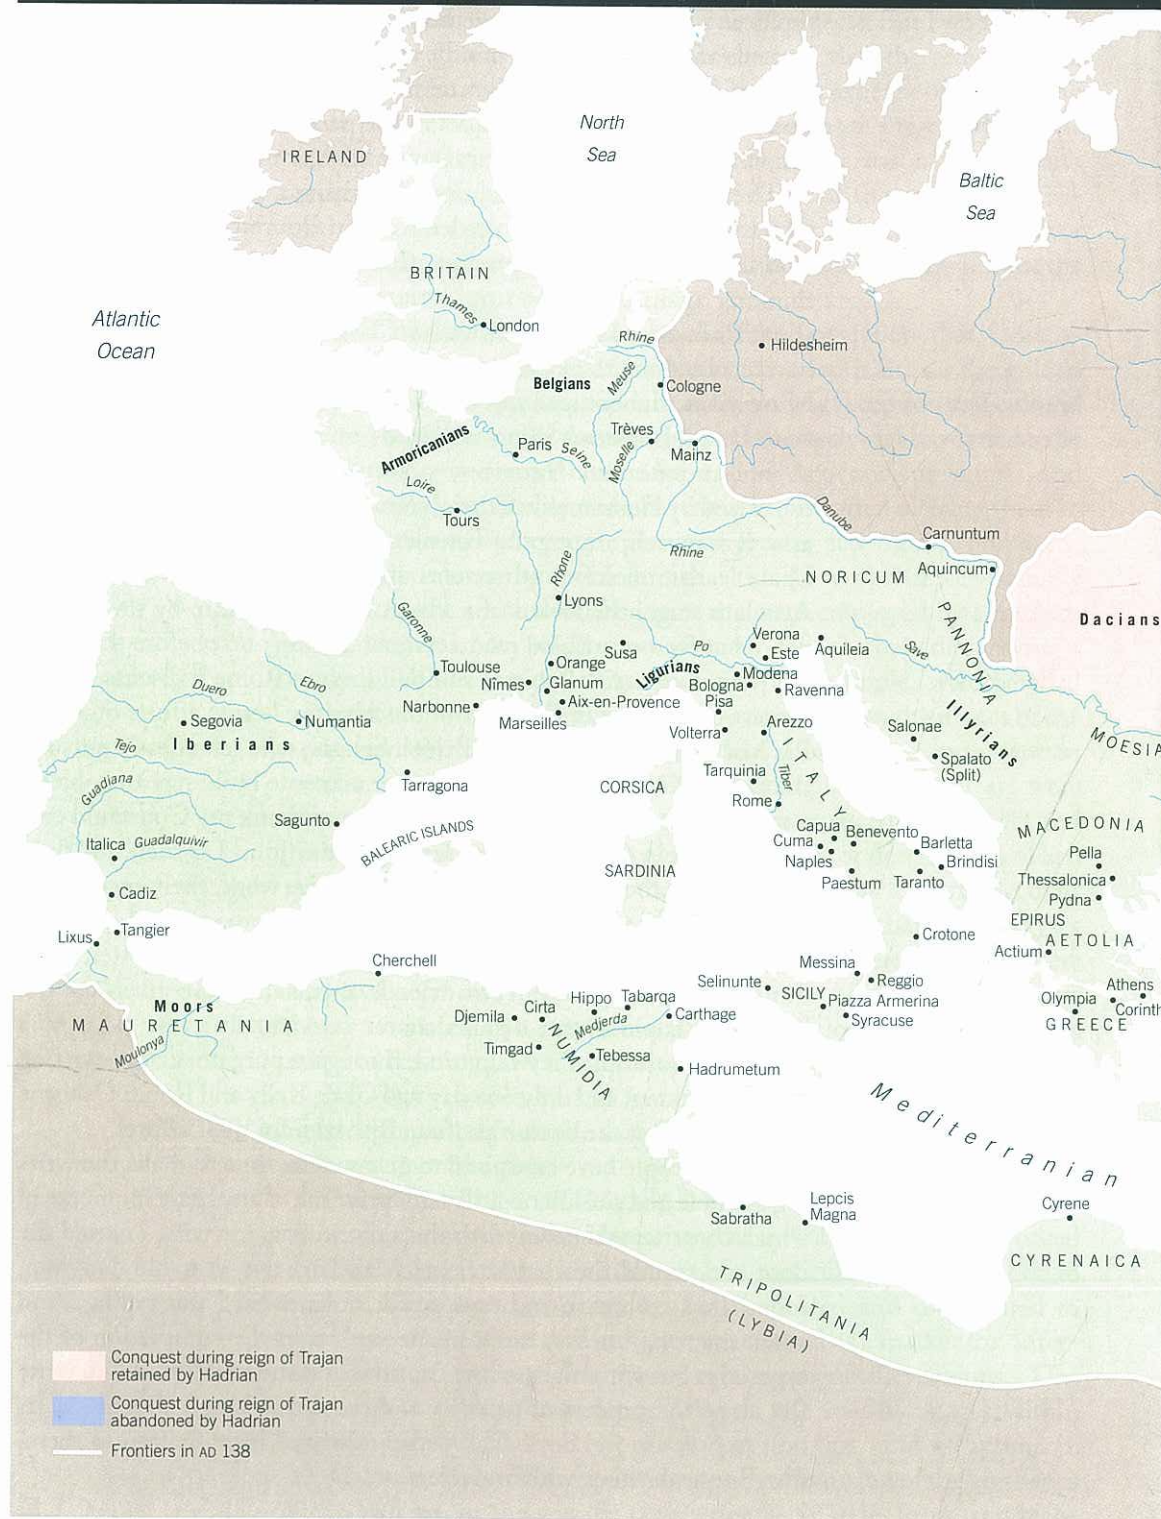 North
Sea
IRELAND
Baltic
Sea
BRITAIN
Thames
London
Atlantic
Ocean
Rhine
Hildesheim
Belgians
Meuse
Cologne
Armoricanians
Paris
Seine
Trèves
Moselle
Mainz
Loire
Tours
Danube
Carnuntum
Rhine
Aquincum
NORICUM
Rhone
Lyons
PANNONIA
Dacians
Garonne
Verona
Susa
Po
Este
Aquileia
Save
Toulouse
Orange
Ligurians
Modena
Nîmes
Glanum
Bologna
Ravenna
Duero
Ebro
Narbonne
Aix-en-Provence
Pisa
Marseilles
Segovia
Numantia
Volterra
Arezzo
Illyrians
Salonae
MOESIA
Iberians
Tejo
Spalato
(Split)
ITALY
Tiber
Tarquinia
Guadiana
Tarragona
CORSICA
Rome
Sagunto
BALEARIC ISLANDS
Capua
Benevento
MACEDONIA
Italica
Guadalquivir
Cuma
Barletta
Naples
Brindisi
Pella
SARDINIA
Paestum
Taranto
Thessalonica
Cadiz
Pydna
EPIRUS
Lixus
Tangier
Crotone
AETOLIA
Actium
Cherchell
Messina
Selinunte
Reggio
SICILY
Piazza Armerina
Athens
Olympia
Corinth
Syracuse
GREECE
Moors
MAURETANIA
Moulonya
Djemila
Cirta
Hippo
Tabarqa
Medjerda
Carthage
Timgad
NUMIDIA
Tebessa
Hadrumetum
Mediterranian
Sabratha
Lepcis
Magna
Cyrene
CYRENAICA
TRIPOLITANIA
(LYBIA)
Conquest during reign of Trajan
retained by Hadrian
Conquest during reign of Trajan
abandoned by Hadrian
Frontiers in AD 138